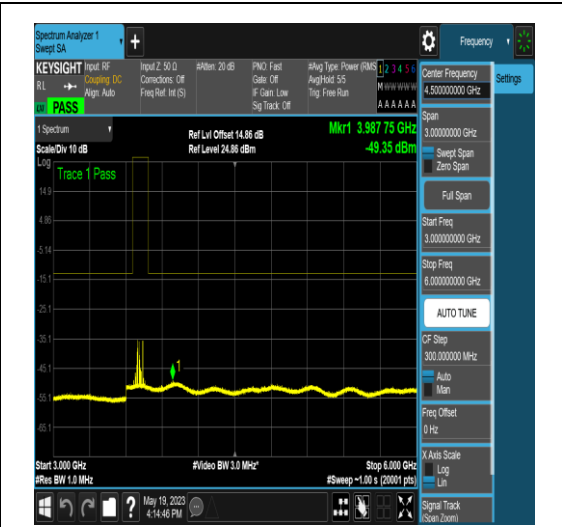 Spectrum Analyzer 1
Swept SA
Frequency
KEYSIGHT
RL
Input: RF
Coupling: DC
Align: Auto
Input Z: 50 Ω
Corrections: Off
Freq Ref: Int (S)
#Atten: 20 dB
PNO: Fast
Gate: Off
IF Gain: Low
Sig Track: Off
#Avg Type: Power (RMS
Avg|Hold: 5/5
Trig: Free Run
1 2 3 4 5 6
M W W W W W
A A A A A A
PASS
Center Frequency
4.500000000 GHz
Settings
Span
3.00000000 GHz
Swept Span
Zero Span
Full Span
Start Freq
3.000000000 GHz
Stop Freq
6.000000000 GHz
AUTO TUNE
CF Step
300.000000 MHz
Auto
Man
Freq Offset
0 Hz
X Axis Scale
Log
Lin
Signal Track
(Span Zoom)
1 Spectrum
Scale/Div 10 dB
Ref Lvl Offset 14.86 dB
Ref Level 24.86 dBm
Mkr1 3.987 75 GHz
-49.35 dBm
Log
Trace 1 Pass
14.9
4.86
-5.14
-15.1
-25.1
-35.1
-45.1
-55.1
-65.1
1
Start 3.000 GHz
#Res BW 1.0 MHz
#Video BW 3.0 MHz*
Stop 6.000 GHz
#Sweep ~1.00 s (20001 pts)
?
May 19, 2023
4:14:46 PM